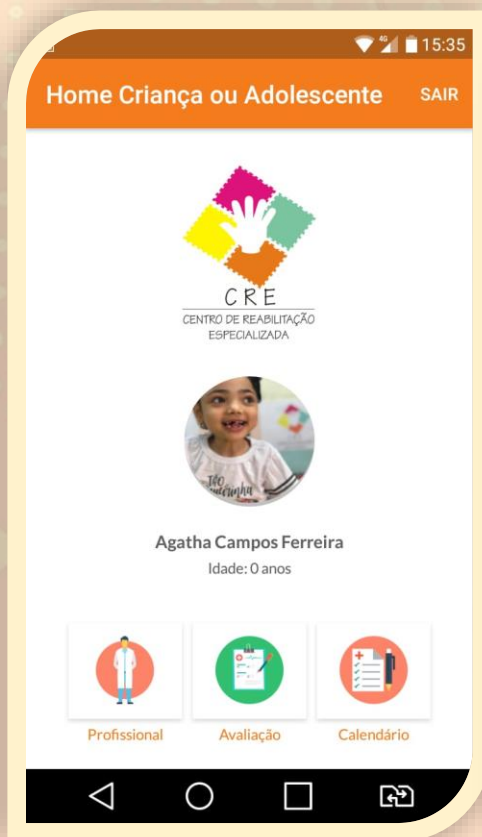 4G 15:35
Home Criança ou Adolescente SAIR
CRE
CENTRO DE REABILITAÇÃO
ESPECIALIZADA
Agatha Campos Ferreira
Idade: 0 anos
Profissional Avaliação Calendário